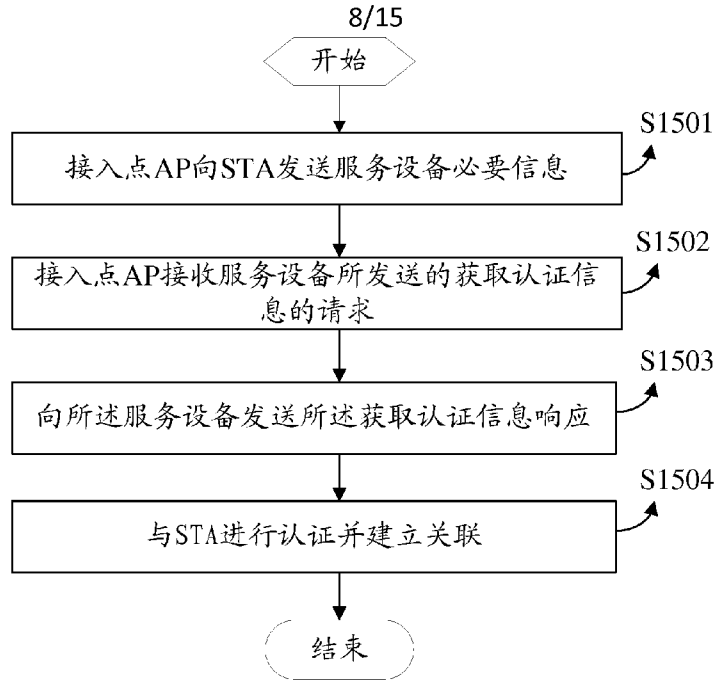 8/15
开始
S1501
接入点AP向STA发送服务设备必要信息
S1502
接入点AP接收服务设备所发送的获取认证信
息的请求
S1503
向所述服务设备发送所述获取认证信息响应
S1504
与STA进行认证并建立关联
结束